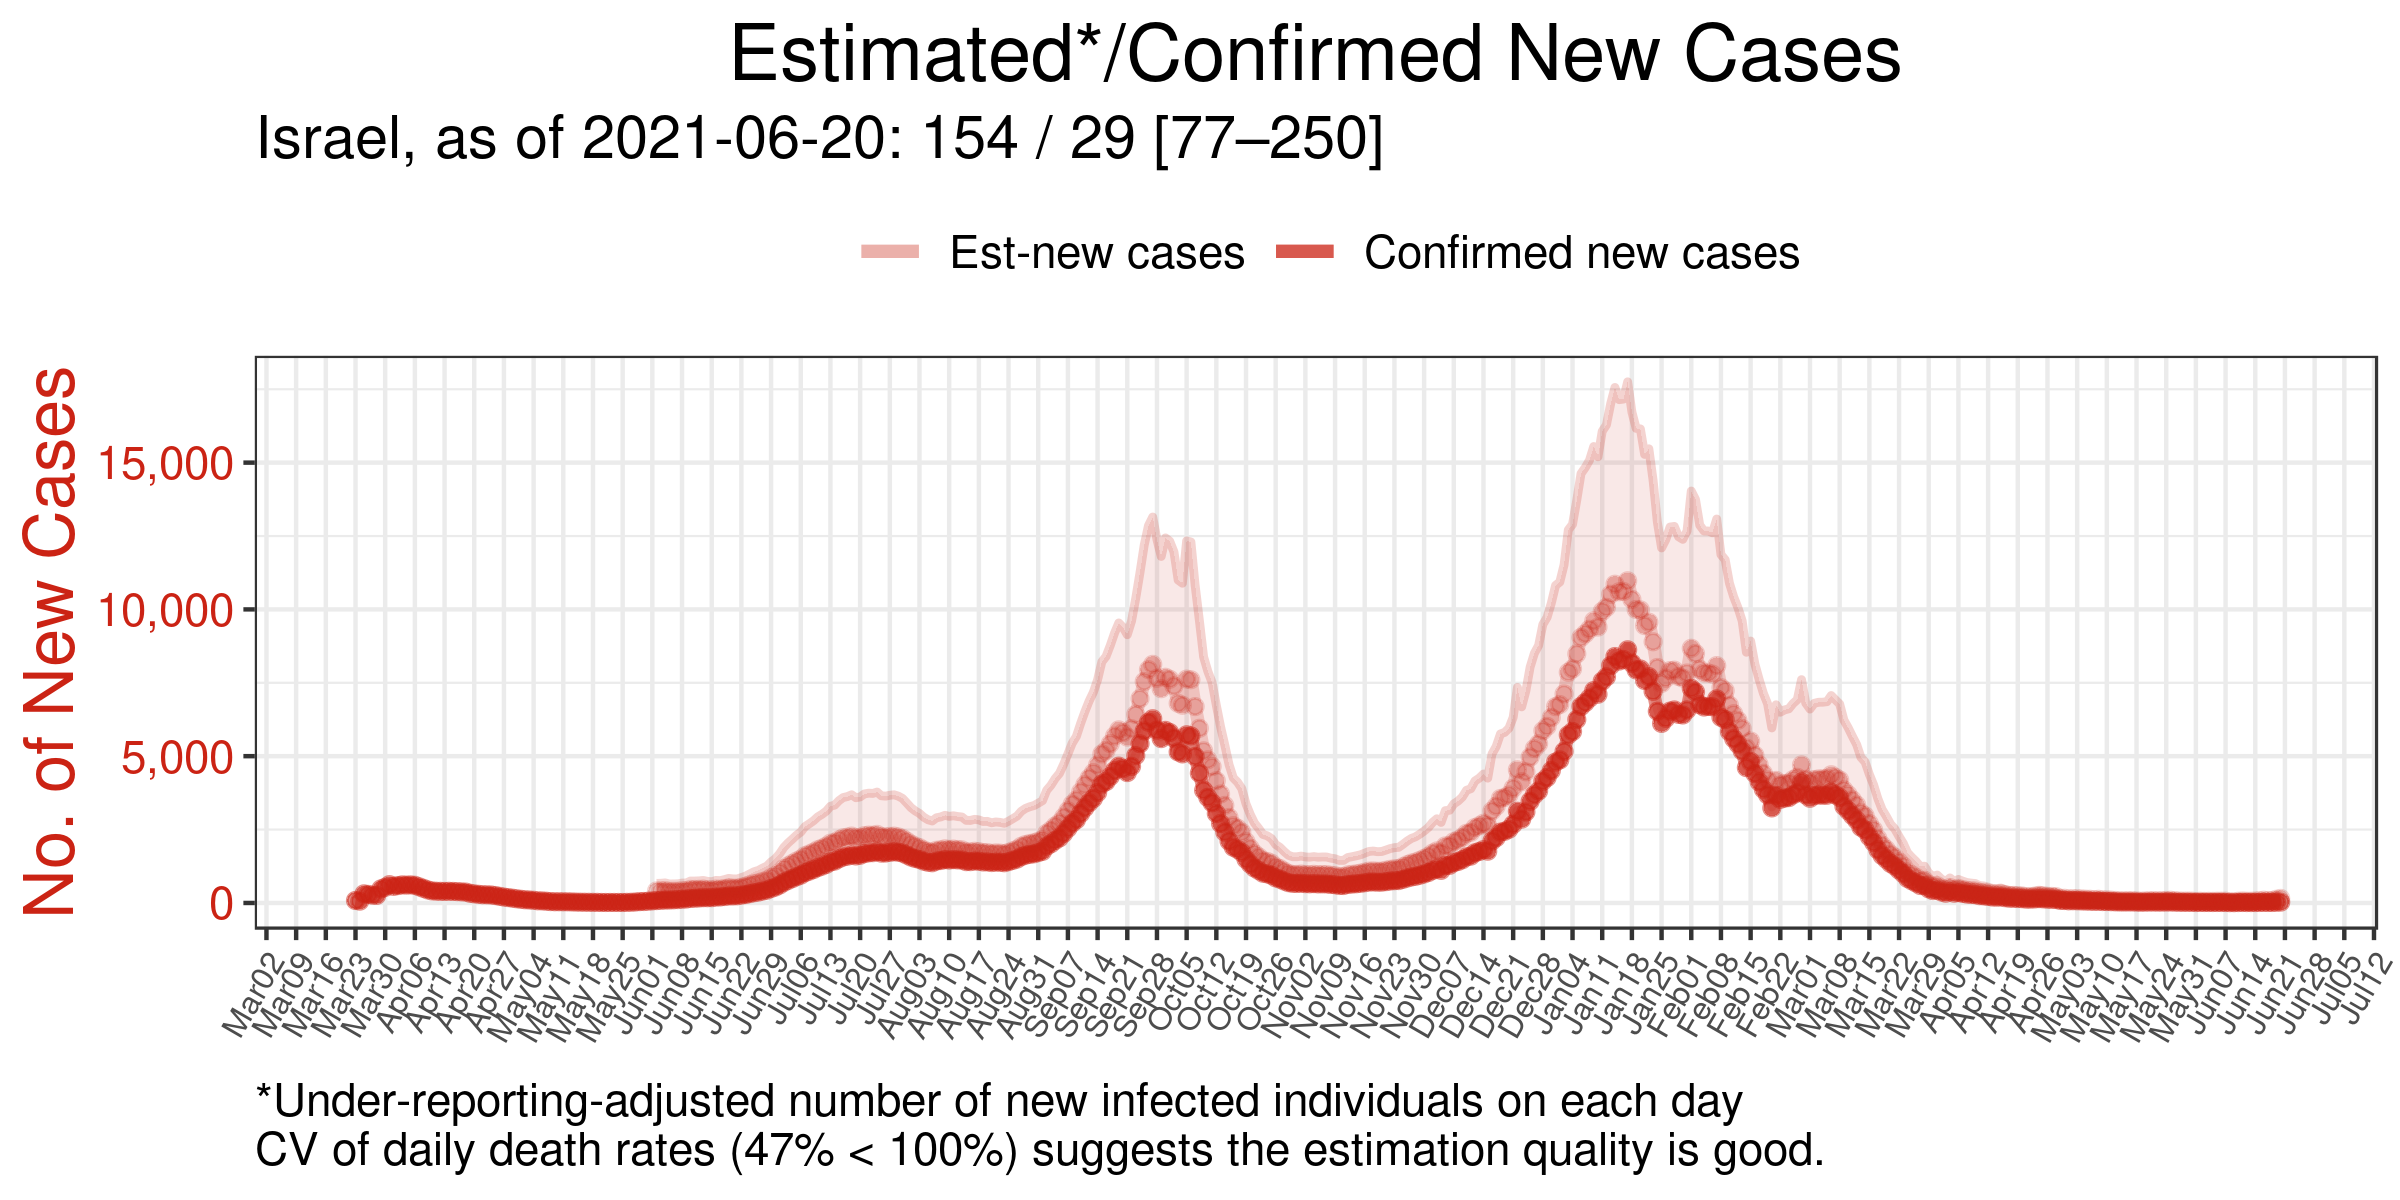 Estimated*/Confirmed New Cases
Israel, as of 2021-06-20: 154 / 29 [77–250]
Est-new cases Confirmed new cases
No. of New Cases
15,000
10,000
5,000
0
Mar02 Mar09 Mar16 Mar23 Mar30 Apr06 Apr13 Apr20 Apr27 May04 May11 May18 May25 Jun01 Jun08 Jun15 Jun22 Jun29 Jul06 Jul13 Jul20 Jul27 Aug03 Aug10 Aug17 Aug24 Aug31 Sep07 Sep14 Sep21 Sep28 Oct05 Oct12 Oct19 Oct26 Nov02 Nov09 Nov16 Nov23 Nov30 Dec07 Dec14 Dec21 Dec28 Jan04 Jan11 Jan18 Jan25 Feb01 Feb08 Feb15 Feb22 Mar01 Mar08 Mar15 Mar22 Mar29 Apr05 Apr12 Apr19 Apr26 May03 May10 May17 May24 May31 Jun07 Jun14 Jun21 Jun28 Jul05 Jul12
*Under-reporting-adjusted number of new infected individuals on each day
CV of daily death rates (47% < 100%) suggests the estimation quality is good.